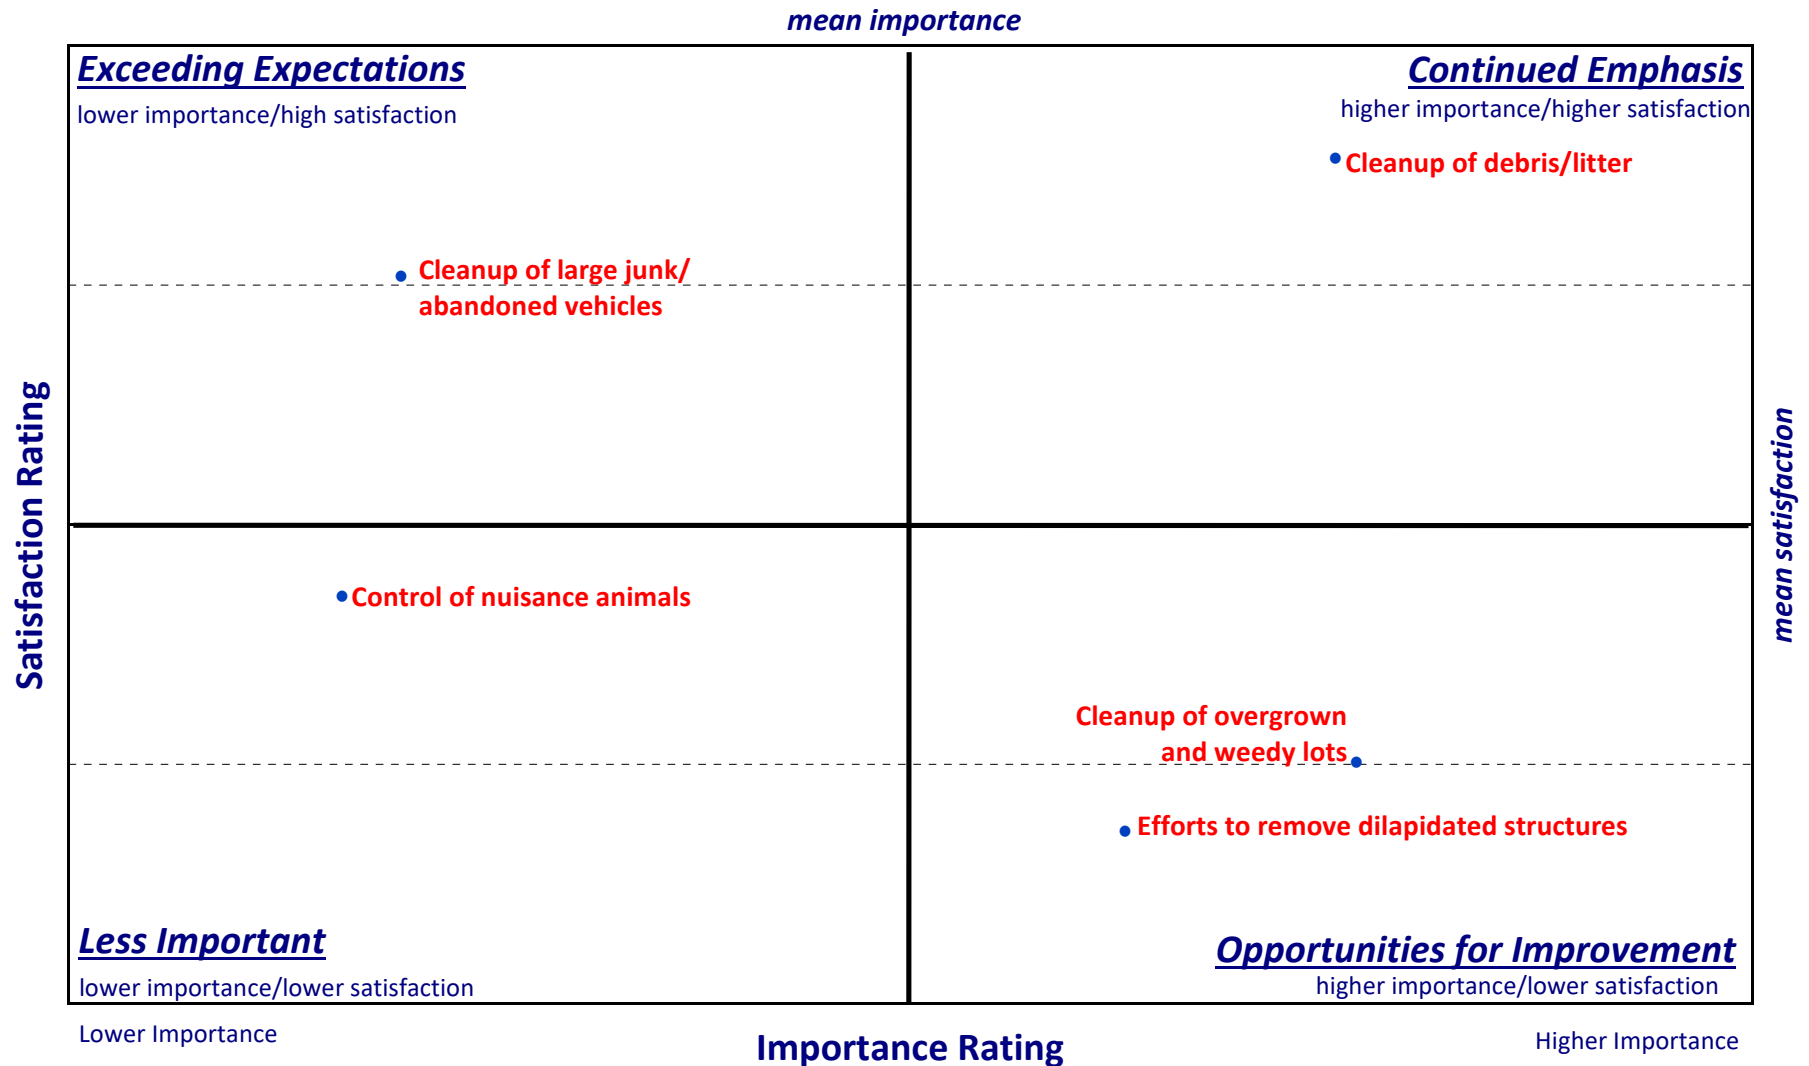 mean importance
Exceeding Expectations
lower importance/high satisfaction
Continued Emphasis
higher importance/higher satisfaction
Cleanup of debris/litter
Cleanup of large junk/
abandoned vehicles
Satisfaction Rating
mean satisfaction
Control of nuisance animals
Cleanup of overgrown
and weedy lots
Efforts to remove dilapidated structures
Less Important
lower importance/lower satisfaction
Opportunities for Improvement
higher importance/lower satisfaction
Lower Importance
Importance Rating
Higher Importance